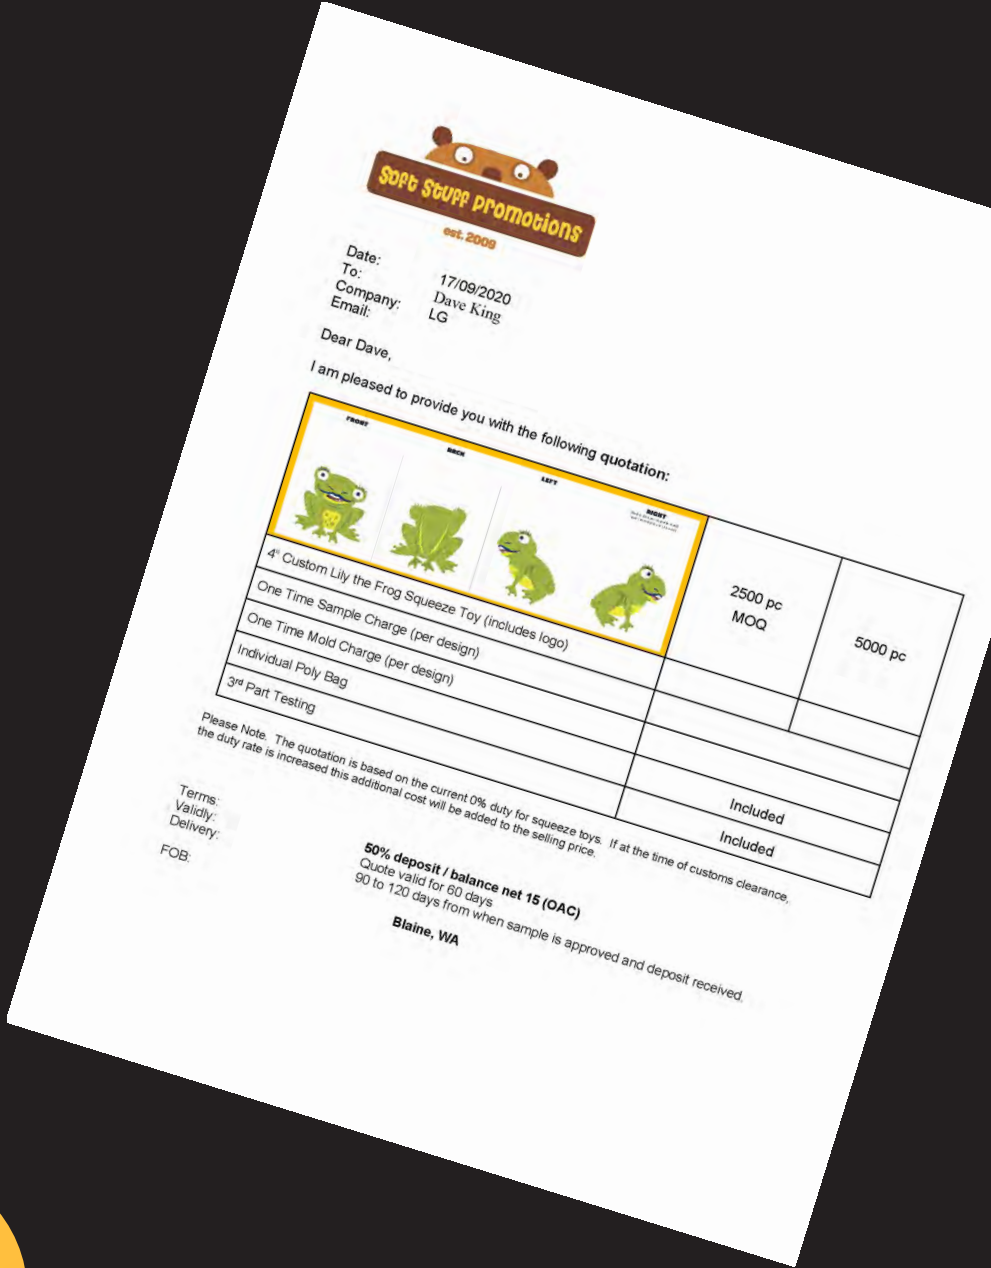 Soft Stuff Promotions
est. 2009
Date: 17/09/2020
To: Dave King
Company: LG
Email:
Dear Dave,
I am pleased to provide you with the following quotation:
FRONT BACK LEFT RIGHT
2500 pc
MOQ
5000 pc
4" Custom Lily the Frog Squeeze Toy (includes logo)
One Time Sample Charge (per design)
One Time Mold Charge (per design)
Individual Poly Bag Included
3rd Part Testing Included
Please Note. The quotation is based on the current 0% duty for squeeze toys. If at the time of customs clearance,
the duty rate is increased this additional cost will be added to the selling price.
Terms: 50% deposit / balance net 15 (OAC)
Validly: Quote valid for 60 days
Delivery: 90 to 120 days from when sample is approved and deposit received.
FOB: Blaine, WA